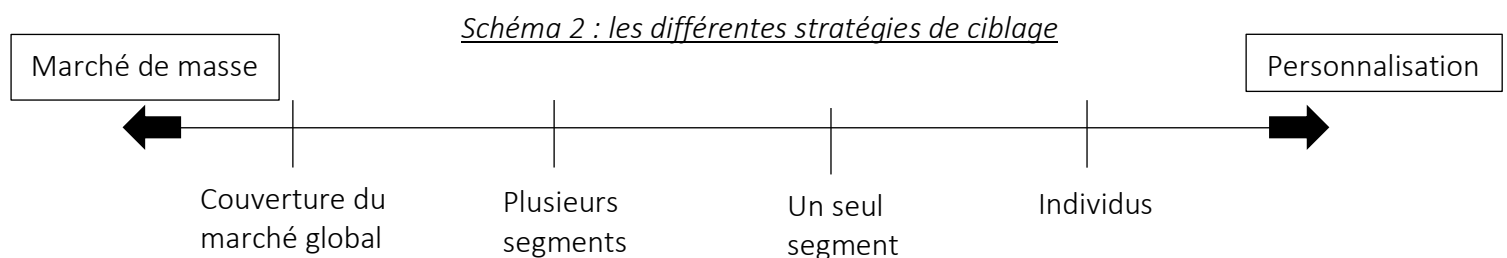 Schéma 2 : les différentes stratégies de ciblage
Marché de masse
Personnalisation
Couverture du
marché global
Plusieurs
segments
Un seul
segment
Individus